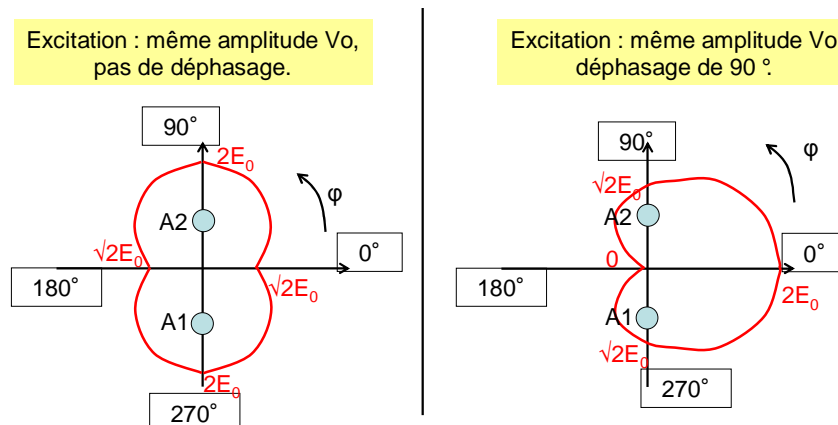 Excitation : même amplitude Vo,
pas de déphasage.
90°
2E₀
φ
A2
0°
√2E₀
180°
√2E₀
A1
2E₀
270°
Excitation : même amplitude Vo
déphasage de 90 °.
90°
√2E₀
φ
A2
0°
0
180°
2E₀
A1
√2E₀
270°